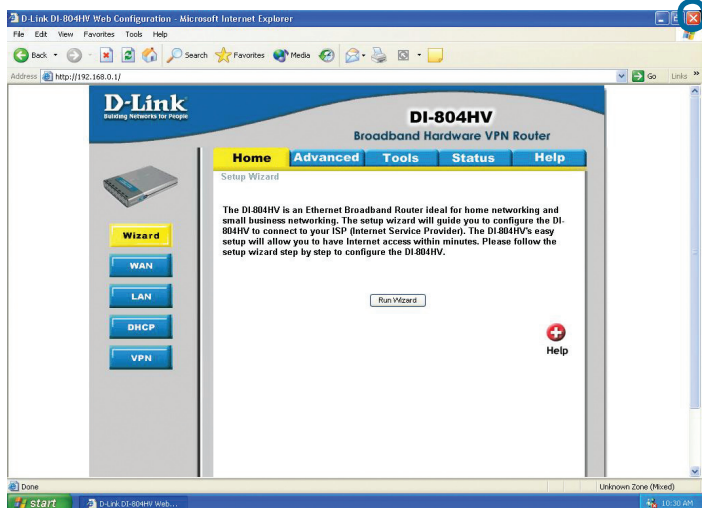 D-Link DI-804HV Web Configuration - Microsoft Internet Explorer
File Edit View Favorites Tools Help
Back Search Favorites Media
Address http://192.168.0.1/ Go Links »
D-Link
Building Networks for People
DI-804HV
Broadband Hardware VPN Router
Home Advanced Tools Status Help
Setup Wizard
The DI-804HV is an Ethernet Broadband Router ideal for home networking and
small business networking. The setup wizard will guide you to configure the DI-
804HV to connect to your ISP (Internet Service Provider). The DI-804HV's easy
setup will allow you to have Internet access within minutes. Please follow the
setup wizard step by step to configure the DI-804HV.
Wizard
WAN
LAN
DHCP
VPN
Run Wizard
Help
Done Unknown Zone (Mixed)
start D-Link DI-804HV Web... 10:30 AM